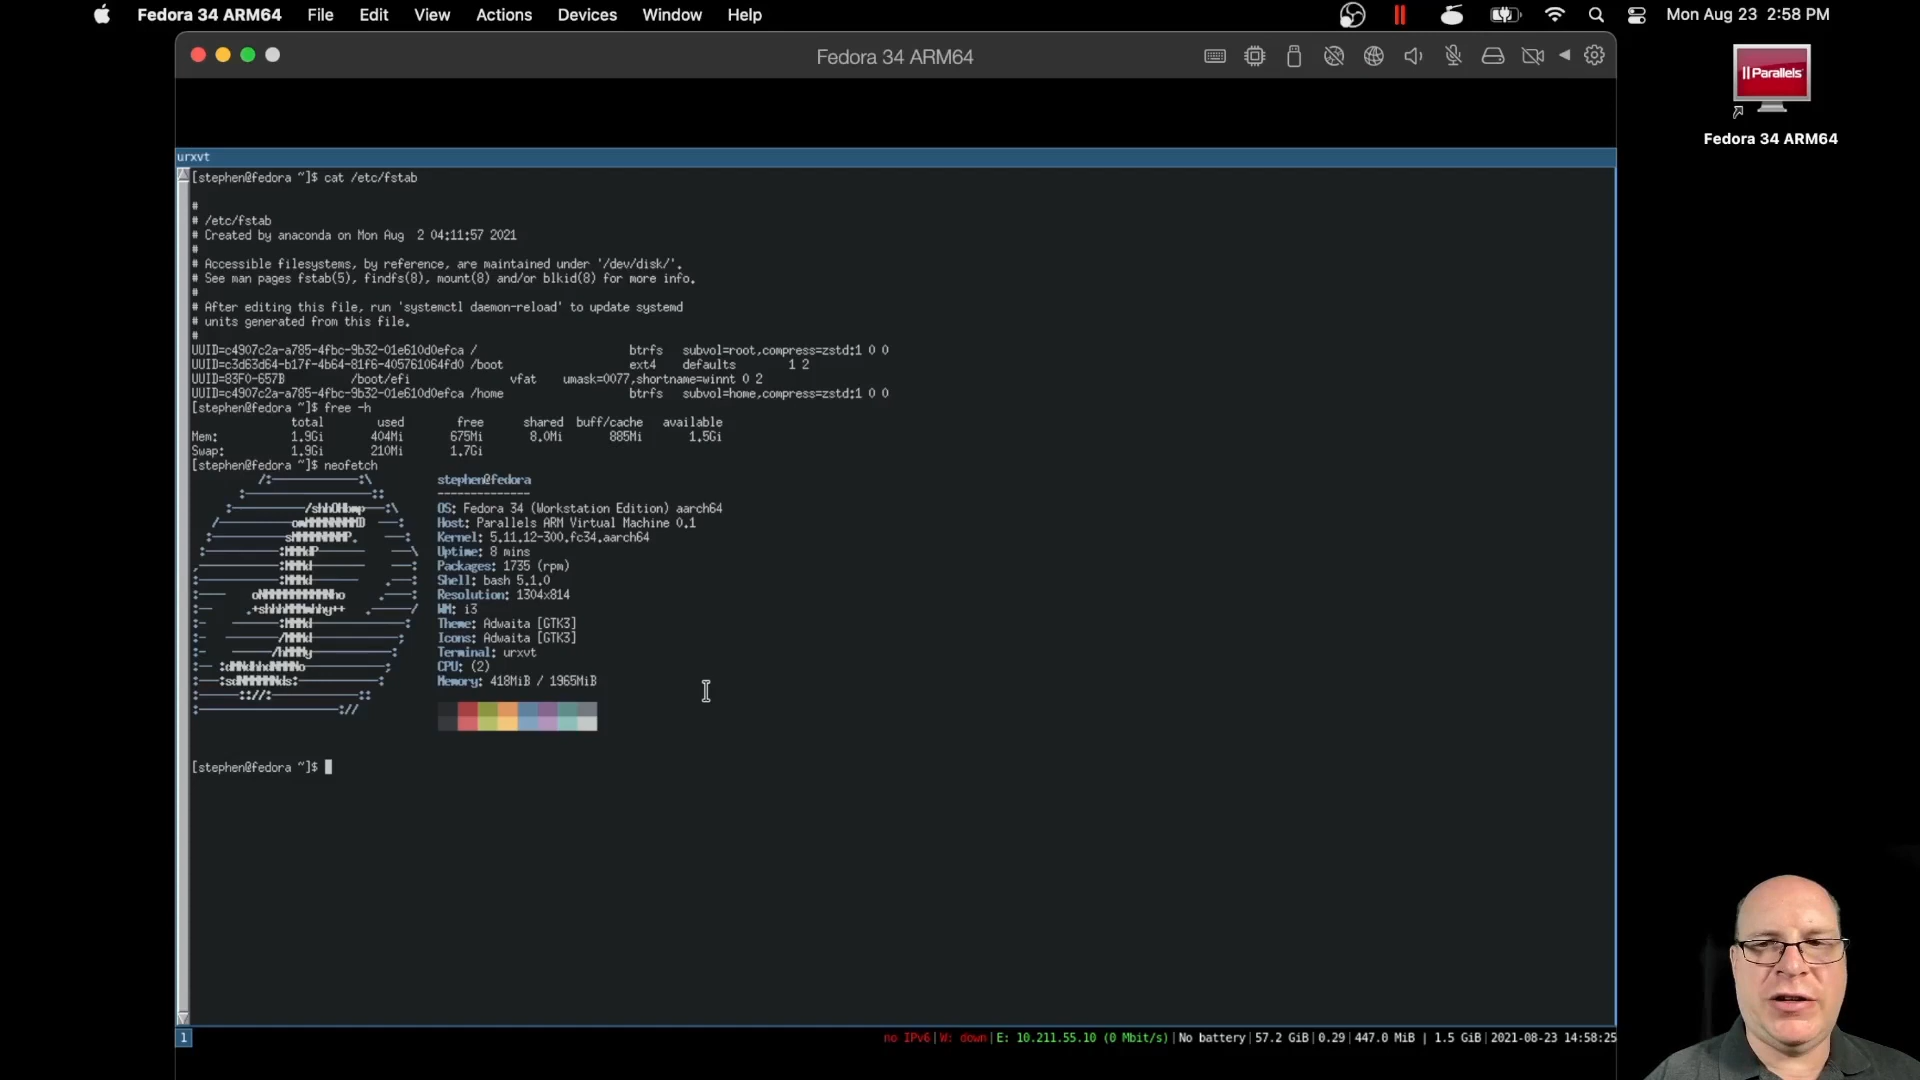 Fedora 34 ARM64 File Edit View Actions Devices Window Help Mon Aug 23 2:58 PM
Fedora 34 ARM64
Parallels
Fedora 34 ARM64
urxvt
[stephen@fedora ~]$ cat /etc/fstab
#
# /etc/fstab
# Created by anaconda on Mon Aug  2 04:11:57 2021
#
# Accessible filesystems, by reference, are maintained under '/dev/disk/'.
# See man pages fstab(5), findfs(8), mount(8) and/or blkid(8) for more info.
#
# After editing this file, run 'systemctl daemon-reload' to update systemd
# units generated from this file.
#
UUID=c4907c2a-a785-4fbc-9b32-01e610d0efca / btrfs subvol=root,compress=zstd:1 0 0
UUID=c3d63d64-b17f-4b64-81f6-405761064fd0 /boot ext4 defaults 1 2
UUID=83F0-657B /boot/efi vfat umask=0077,shortname=winnt 0 2
UUID=c4907c2a-a785-4fbc-9b32-01e610d0efca /home btrfs subvol=home,compress=zstd:1 0 0
[stephen@fedora ~]$ free -h
total used free shared buff/cache available
Mem: 1.9Gi 404Mi 675Mi 8.0Mi 885Mi 1.5Gi
Swap: 1.9Gi 210Mi 1.7Gi
[stephen@fedora ~]$ neofetch
stephen@fedora
--------------
OS: Fedora 34 (Workstation Edition) aarch64
Host: Parallels ARM Virtual Machine 0.1
Kernel: 5.11.12-300.fc34.aarch64
Uptime: 8 mins
Packages: 1735 (rpm)
Shell: bash 5.1.0
Resolution: 1304x814
WM: i3
Theme: Adwaita [GTK3]
Icons: Adwaita [GTK3]
Terminal: urxvt
CPU: (2)
Memory: 418MiB / 1965MiB
[stephen@fedora ~]$
1 no IPv6|W: down|E: 10.211.55.10 (0 Mbit/s)|No battery|57.2 GiB|0.29|447.0 MiB | 1.5 GiB|2021-08-23 14:58:25